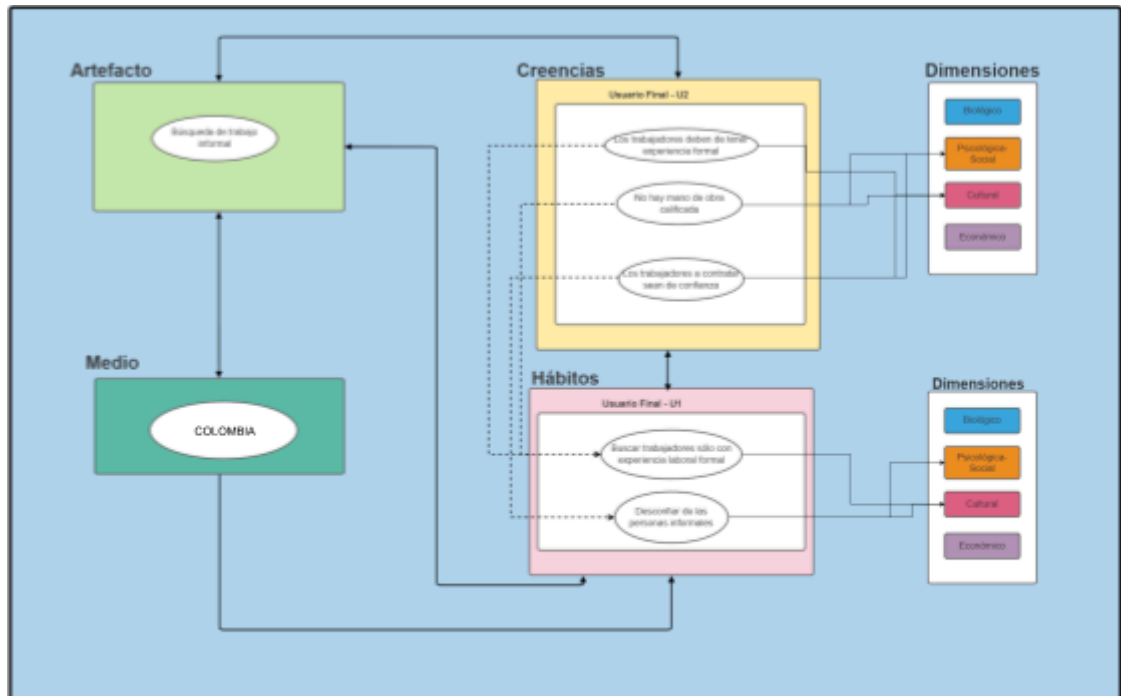 Artefacto
Búsqueda de trabajo
informal
Medio
COLOMBIA
Creencias
Usuario Final - U2
Los trabajadores deben de tener
experiencia formal
No hay mano de obra
calificada
Los trabajadores a contratar
sean de confianza
Hábitos
Usuario Final - U1
Buscar trabajadores sólo con
experiencia laboral formal
Desconfiar de las
personas informales
Dimensiones
Biológico
Psicológica-
Social
Cultural
Económico
Dimensiones
Biológico
Psicológica-
Social
Cultural
Económico